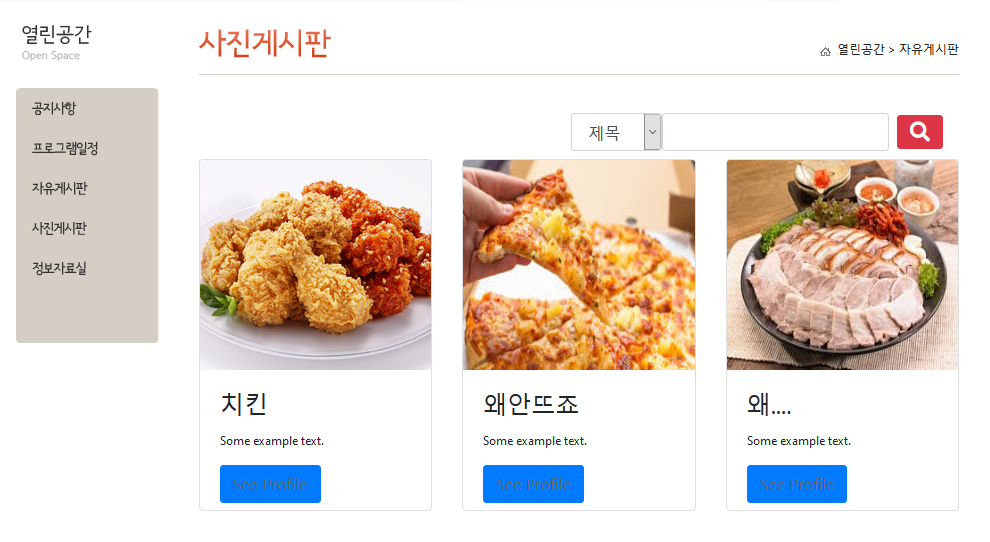 열린공간
Open Space
공지사항
프로그램일정
자유게시판
사진게시판
정보자료실
사진게시판
열린공간 > 자유게시판
제목
치킨
Some example text.
See Profile
왜안뜨죠
Some example text.
See Profile
왜....
Some example text.
See Profile